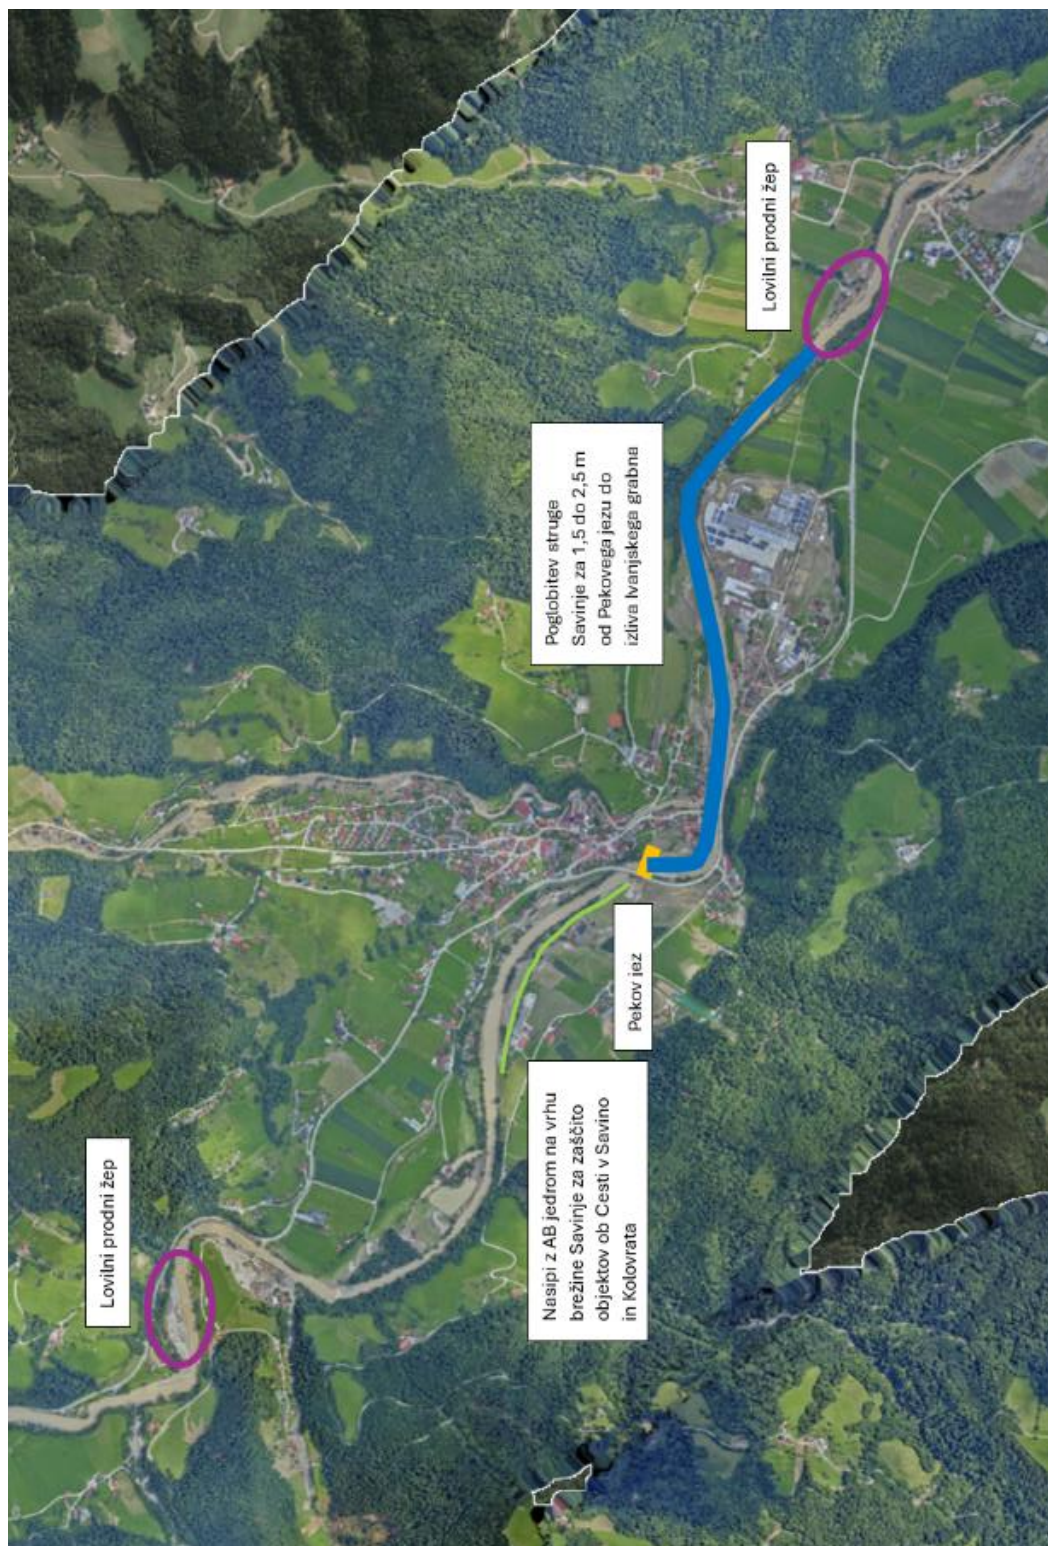 Lovilni prodni žep
Nasipi z AB jedrom na vrhu
brežine Savinje za zaščito
objektov ob Cesti v Savino
in Kolovrata
Pekov jez
Poglobitev struge
Savinje za 1,5 do 2,5 m
od Pekovega jezu do
izliva Ivanjskega grabna
Lovilni prodni žep